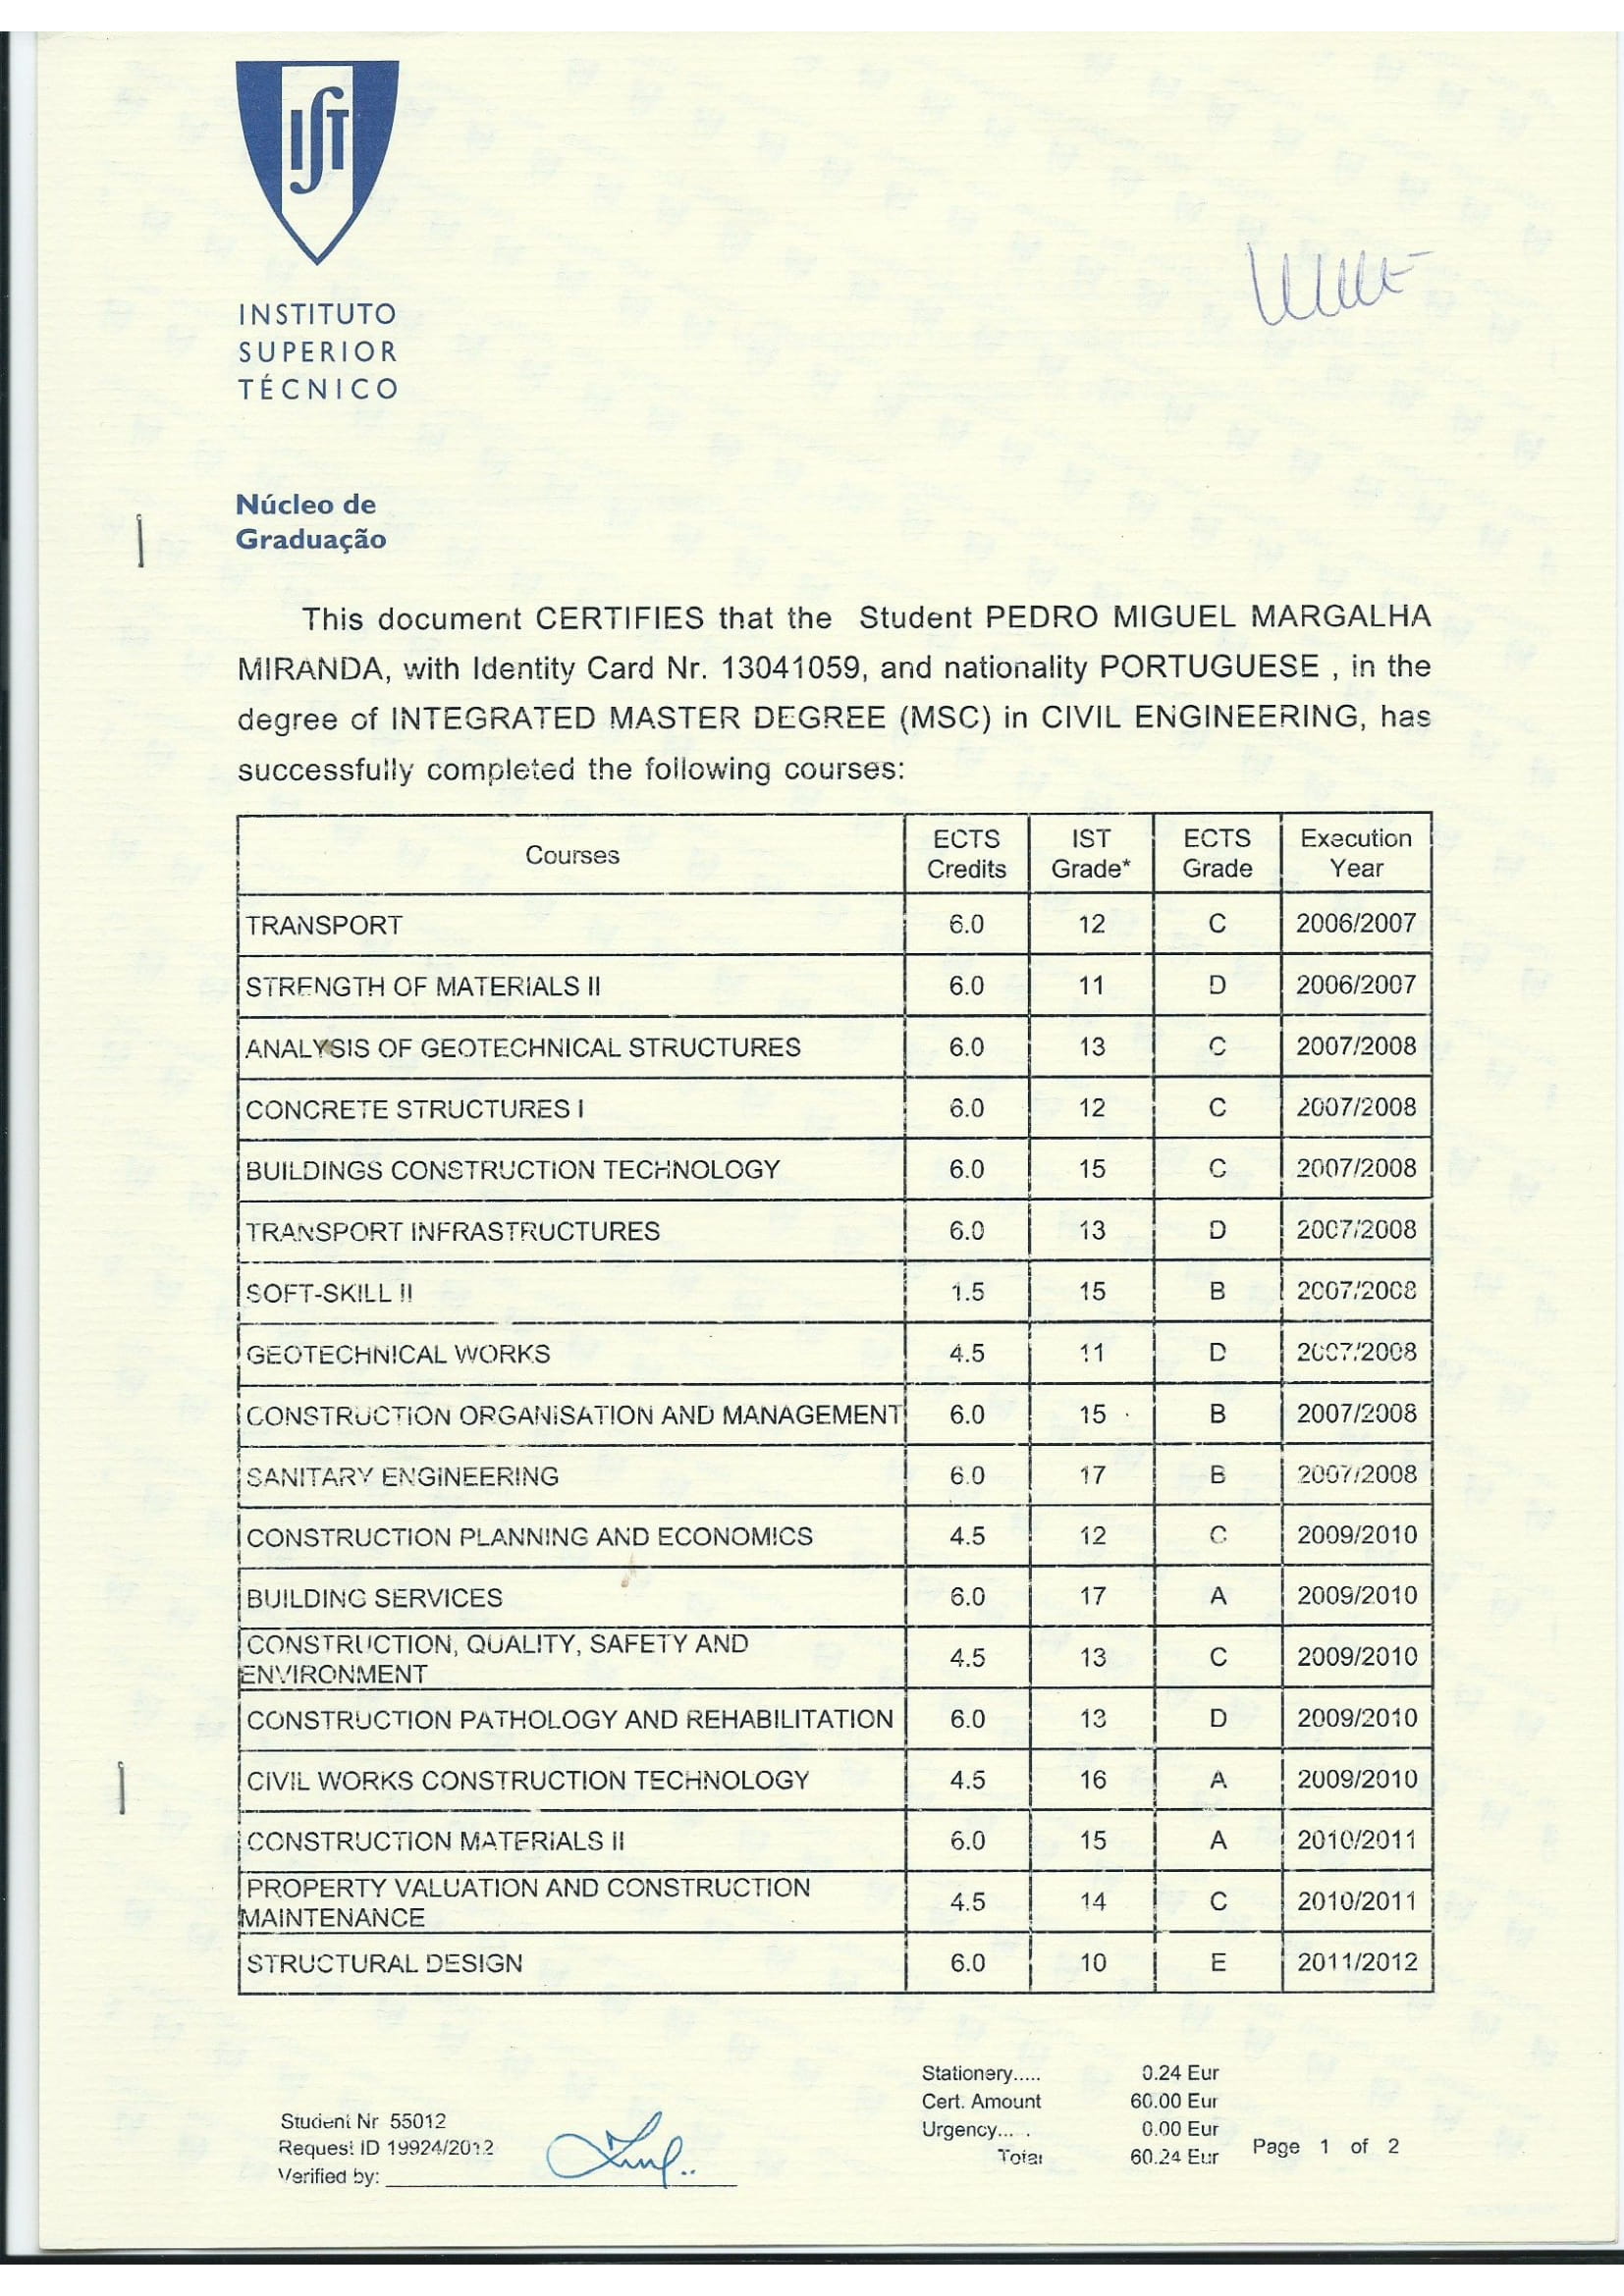 IST
INSTITUTO
SUPERIOR
TÉCNICO
Núcleo de
Graduação
This document CERTIFIES that the Student PEDRO MIGUEL MARGALHA
MIRANDA, with Identity Card Nr. 13041059, and nationality PORTUGUESE , in the
degree of INTEGRATED MASTER DEGREE (MSC) in CIVIL ENGINEERING, has
successfully completed the following courses:
Courses ECTS Credits IST Grade* ECTS Grade Execution Year
TRANSPORT 6.0 12 C 2006/2007
STRENGTH OF MATERIALS II 6.0 11 D 2006/2007
ANALYSIS OF GEOTECHNICAL STRUCTURES 6.0 13 C 2007/2008
CONCRETE STRUCTURES I 6.0 12 C 2007/2008
BUILDINGS CONSTRUCTION TECHNOLOGY 6.0 15 C 2007/2008
TRANSPORT INFRASTRUCTURES 6.0 13 D 2007/2008
SOFT-SKILL II 1.5 15 B 2007/2008
GEOTECHNICAL WORKS 4.5 11 D 2007/2008
CONSTRUCTION ORGANISATION AND MANAGEMENT 6.0 15 B 2007/2008
SANITARY ENGINEERING 6.0 17 B 2007/2008
CONSTRUCTION PLANNING AND ECONOMICS 4.5 12 C 2009/2010
BUILDING SERVICES 6.0 17 A 2009/2010
CONSTRUCTION, QUALITY, SAFETY AND
ENVIRONMENT 4.5 13 C 2009/2010
CONSTRUCTION PATHOLOGY AND REHABILITATION 6.0 13 D 2009/2010
CIVIL WORKS CONSTRUCTION TECHNOLOGY 4.5 16 A 2009/2010
CONSTRUCTION MATERIALS II 6.0 15 A 2010/2011
PROPERTY VALUATION AND CONSTRUCTION
MAINTENANCE 4.5 14 C 2010/2011
STRUCTURAL DESIGN 6.0 10 E 2011/2012
Stationery..... 0.24 Eur
Cert. Amount 60.00 Eur
Urgency... . 0.00 Eur
Total 60.24 Eur
Student Nr 55012
Request ID 19924/2012
Verified by:
Page 1 of 2